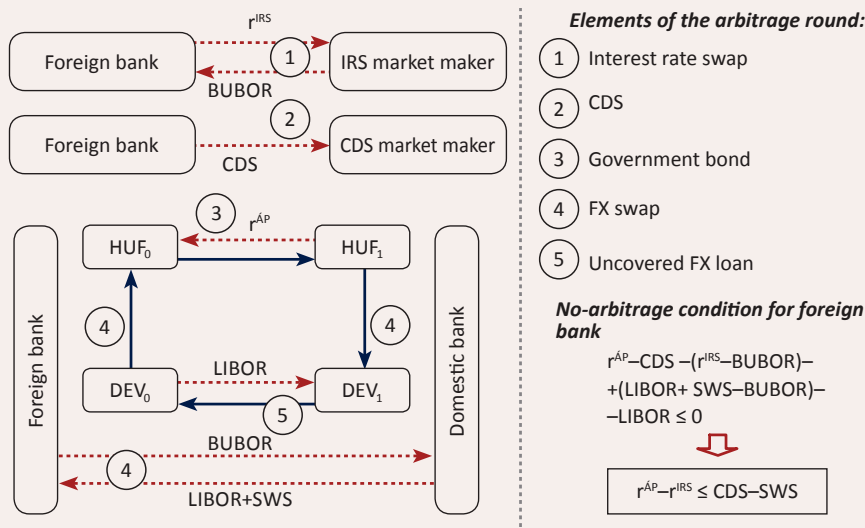 r^IRS
Foreign bank
1
IRS market maker
BUBOR
Foreign bank
2
CDS market maker
CDS
3
r^ÁP
HUF₀
HUF₁
Foreign bank
4
4
Domestic bank
LIBOR
DEV₀
DEV₁
5
BUBOR
4
LIBOR+SWS
Elements of the arbitrage round:
1 Interest rate swap
2 CDS
3 Government bond
4 FX swap
5 Uncovered FX loan
No-arbitrage condition for foreign
bank
r^ÁP–CDS –(r^IRS–BUBOR)–
+(LIBOR+ SWS–BUBOR)–
–LIBOR ≤ 0
r^ÁP–r^IRS ≤ CDS–SWS